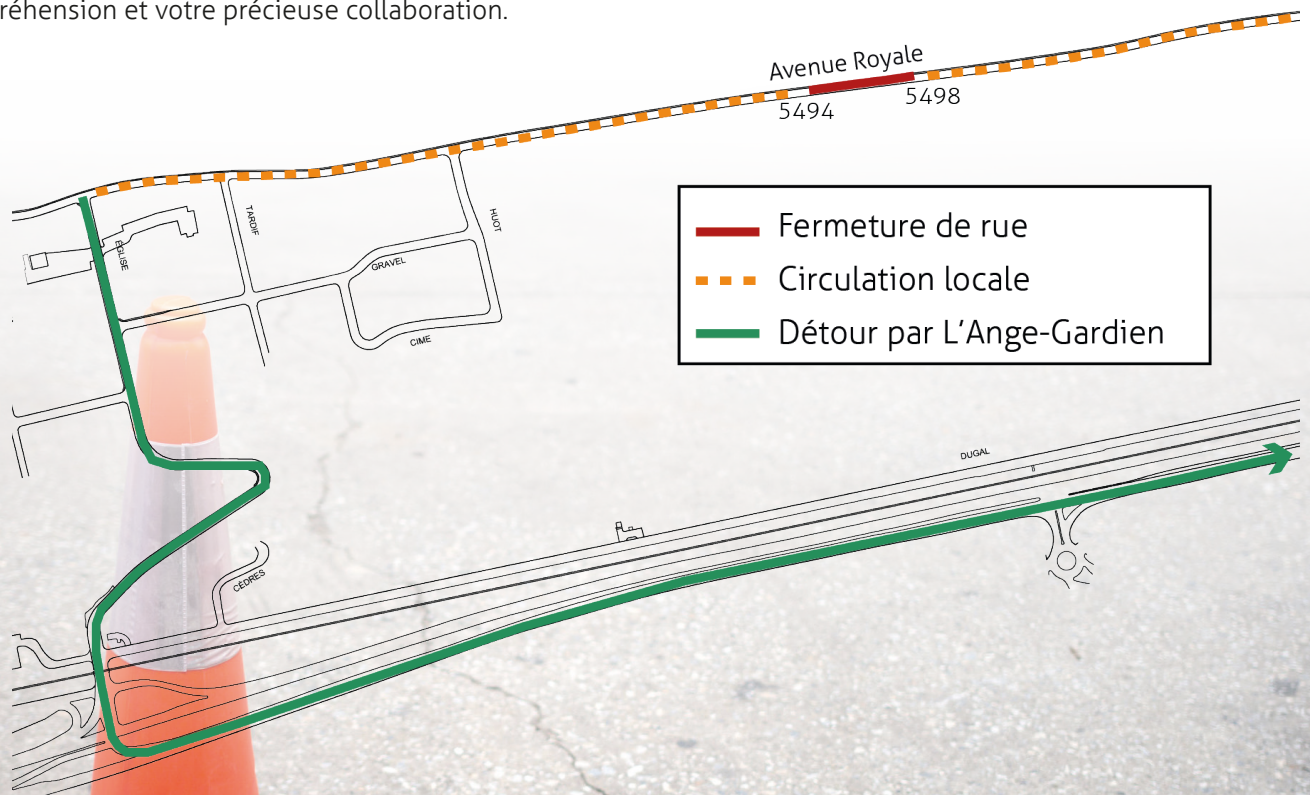 réhension et votre précieuse collaboration.
Avenue Royale
5494
5498
TARDIF
HUOT
ÉGLISE
GRAVEL
CIME
Fermeture de rue
Circulation locale
Détour par L'Ange-Gardien
DUGAL
CÈDRES